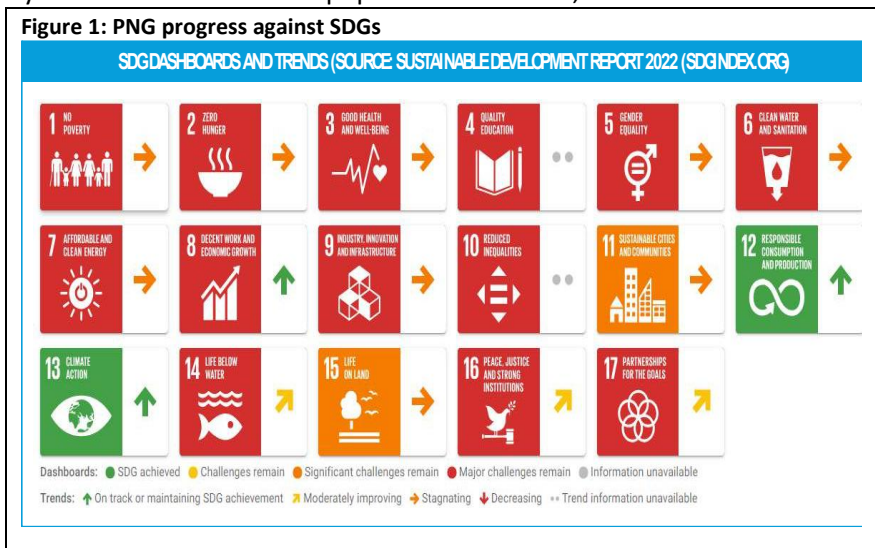 Figure 1: PNG progress against SDGs
SDG DASHBOARDS AND TRENDS (SOURCE: SUSTAINABLE DEVELOPMENT REPORT 2022 (SDGINDEX.ORG)
1 NO
POVERTY
2 ZERO
HUNGER
3 GOOD HEALTH
AND WELL-BEING
4 QUALITY
EDUCATION
5 GENDER
EQUALITY
6 CLEAN WATER
AND SANITATION
7 AFFORDABLE AND
CLEAN ENERGY
8 DECENT WORK AND
ECONOMIC GROWTH
9 INDUSTRY, INNOVATION
AND INFRASTRUCTURE
10 REDUCED
INEQUALITIES
11 SUSTAINABLE CITIES
AND COMMUNITIES
12 RESPONSIBLE
CONSUMPTION
AND PRODUCTION
13 CLIMATE
ACTION
14 LIFE BELOW
WATER
15 LIFE
ON LAND
16 PEACE, JUSTICE
AND STRONG
INSTITUTIONS
17 PARTNERSHIPS
FOR THE GOALS
Dashboards: SDG achieved Challenges remain Significant challenges remain Major challenges remain Information unavailable
Trends: On track or maintaining SDG achievement Moderately improving Stagnating Decreasing Trend information unavailable